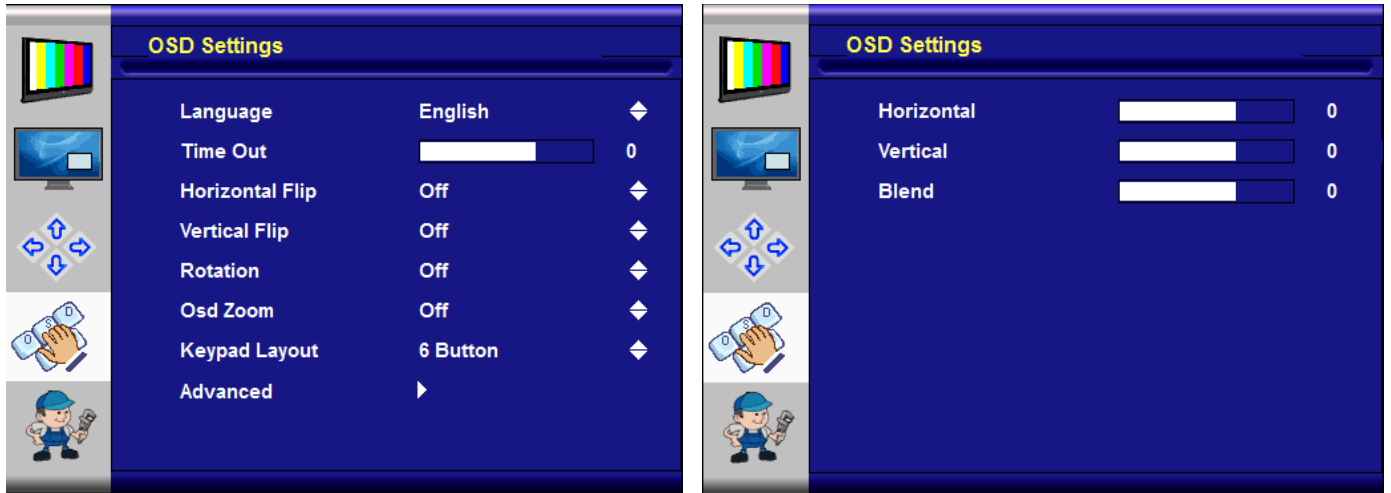 OSD Settings
Language English
Time Out 0
Horizontal Flip Off
Vertical Flip Off
Rotation Off
Osd Zoom Off
Keypad Layout 6 Button
Advanced
O S D
OSD Settings
Horizontal 0
Vertical 0
Blend 0
O S D